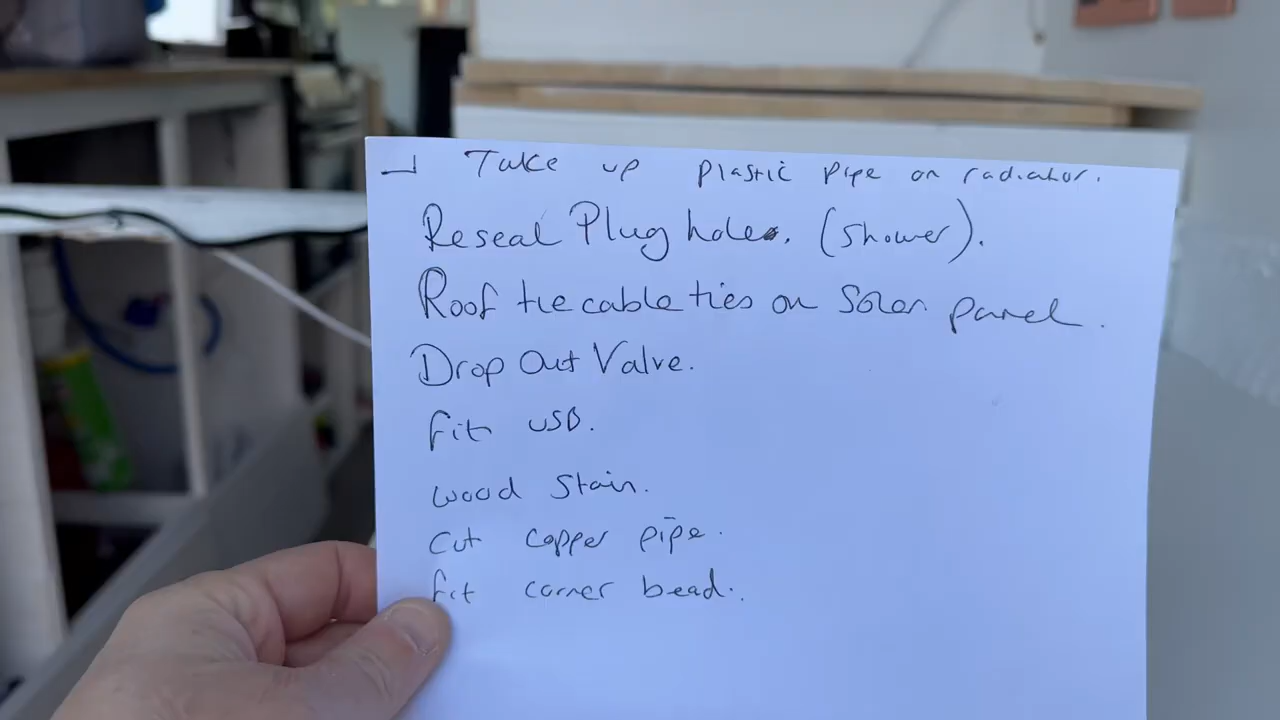 Take up plastic pipe on radiator.
Reseal Plug hole. (shower).
Roof tie cable ties on Solar panel.
Drop Out Valve.
fit USB.
wood Stain.
cut copper pipe.
fit corner bead.